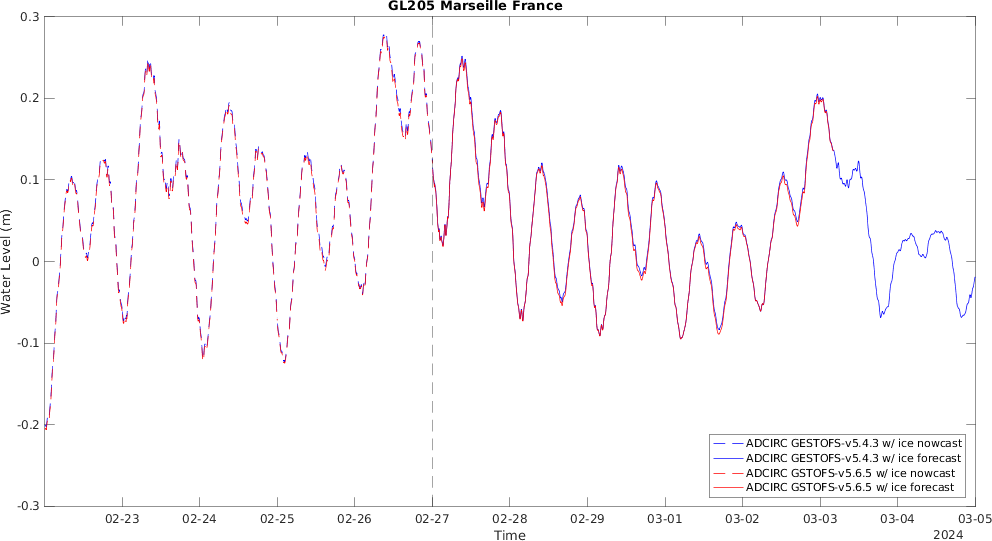 GL205 Marseille France
0.3
0.2
0.1
0
-0.1
-0.2
-0.3
Water Level (m)
ADCIRC GESTOFS-v5.4.3 w/ ice nowcast
ADCIRC GESTOFS-v5.4.3 w/ ice forecast
ADCIRC GSTOFS-v5.6.5 w/ ice nowcast
ADCIRC GSTOFS-v5.6.5 w/ ice forecast
02-23 02-24 02-25 02-26 02-27 02-28 02-29 03-01 03-02 03-03 03-04 03-05
Time
2024